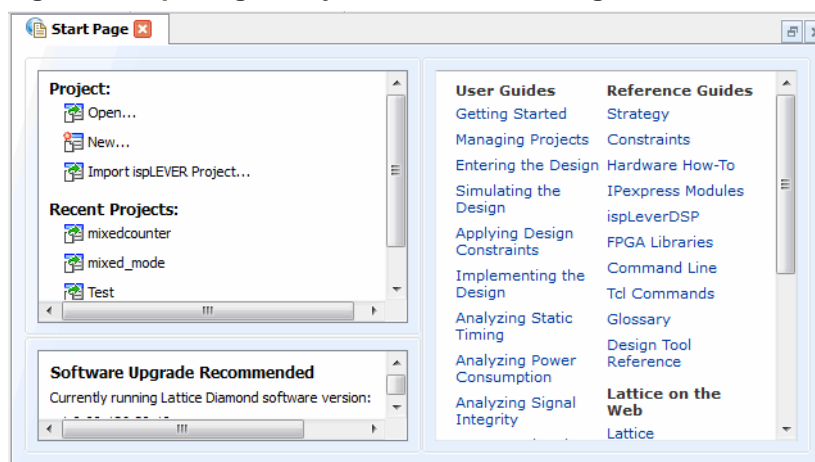 Start Page
Project:
Open...
New...
Import ispLEVER Project...
Recent Projects:
mixedcounter
mixed_mode
Test
Software Upgrade Recommended
Currently running Lattice Diamond software version:
User Guides
Getting Started
Managing Projects
Entering the Design
Simulating the
Design
Applying Design
Constraints
Implementing the
Design
Analyzing Static
Timing
Analyzing Power
Consumption
Analyzing Signal
Integrity
Reference Guides
Strategy
Constraints
Hardware How-To
IPexpress Modules
ispLeverDSP
FPGA Libraries
Command Line
Tcl Commands
Glossary
Design Tool
Reference
Lattice on the
Web
Lattice